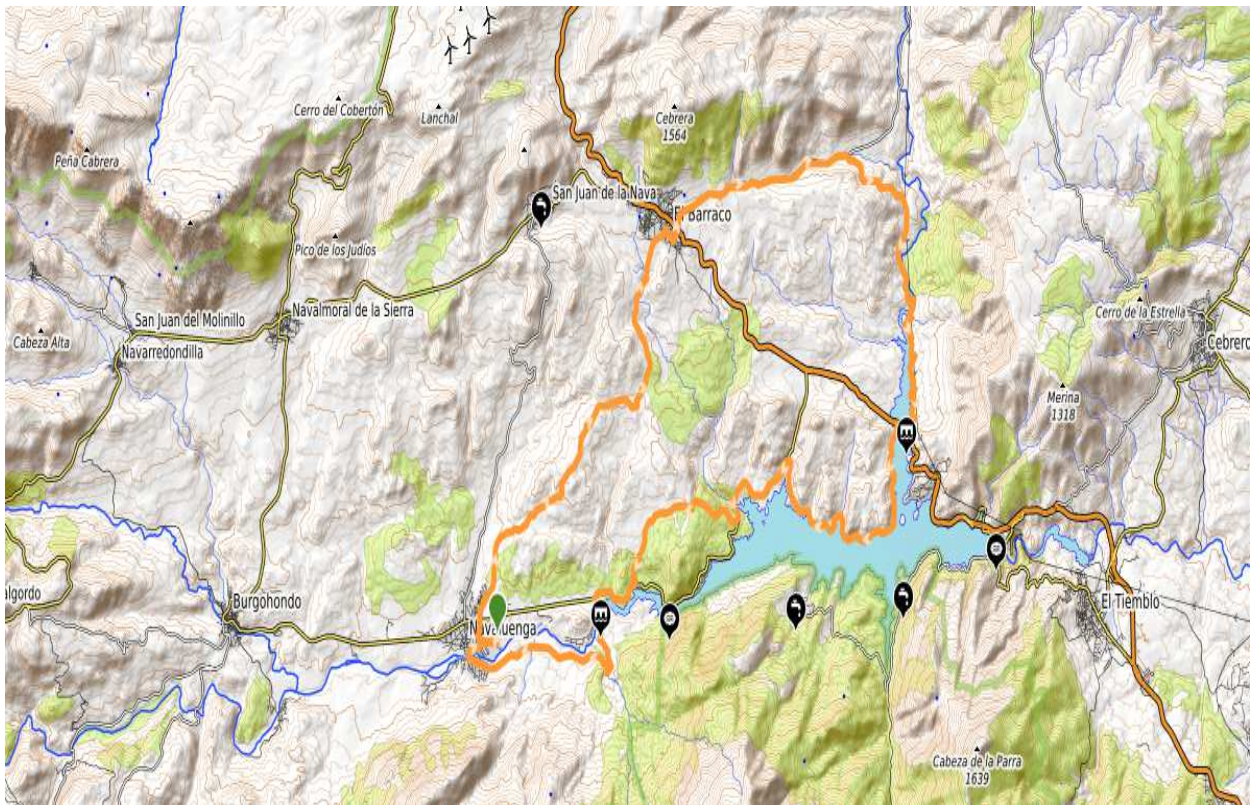 Cerro del Cobertón
Lanchal
Cebrera
1564
Peña Cabrera
San Juan de la Nava
El Barraco
Pico de los Judíos
San Juan del Molinillo
Navalmoral de la Sierra
Cerro de la Estrella
Cabeza Alta
Navarredondilla
Cebrero
Merina
1318
algordo
Burgohondo
El Tiemblo
Navaluenga
Cabeza de la Parra
1639